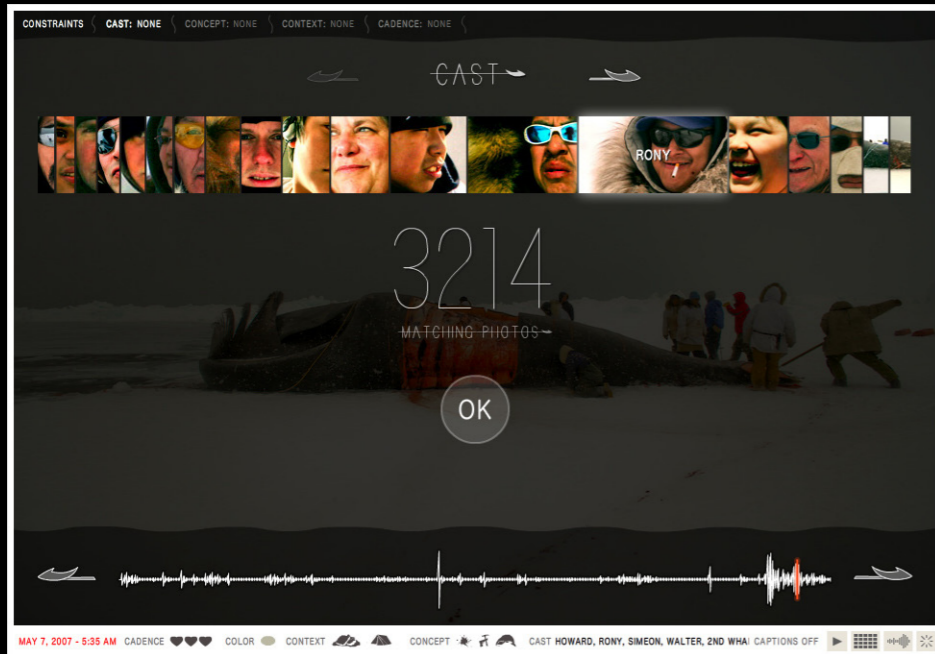 CONSTRAINTS CAST: NONE CONCEPT: NONE CONTEXT: NONE CADENCE: NONE
CAST
RONY
3214
MATCHING PHOTOS
OK
MAY 7, 2007 - 5:35 AM CADENCE COLOR CONTEXT CONCEPT CAST HOWARD, RONY, SIMEON, WALTER, 2ND WHA CAPTIONS OFF